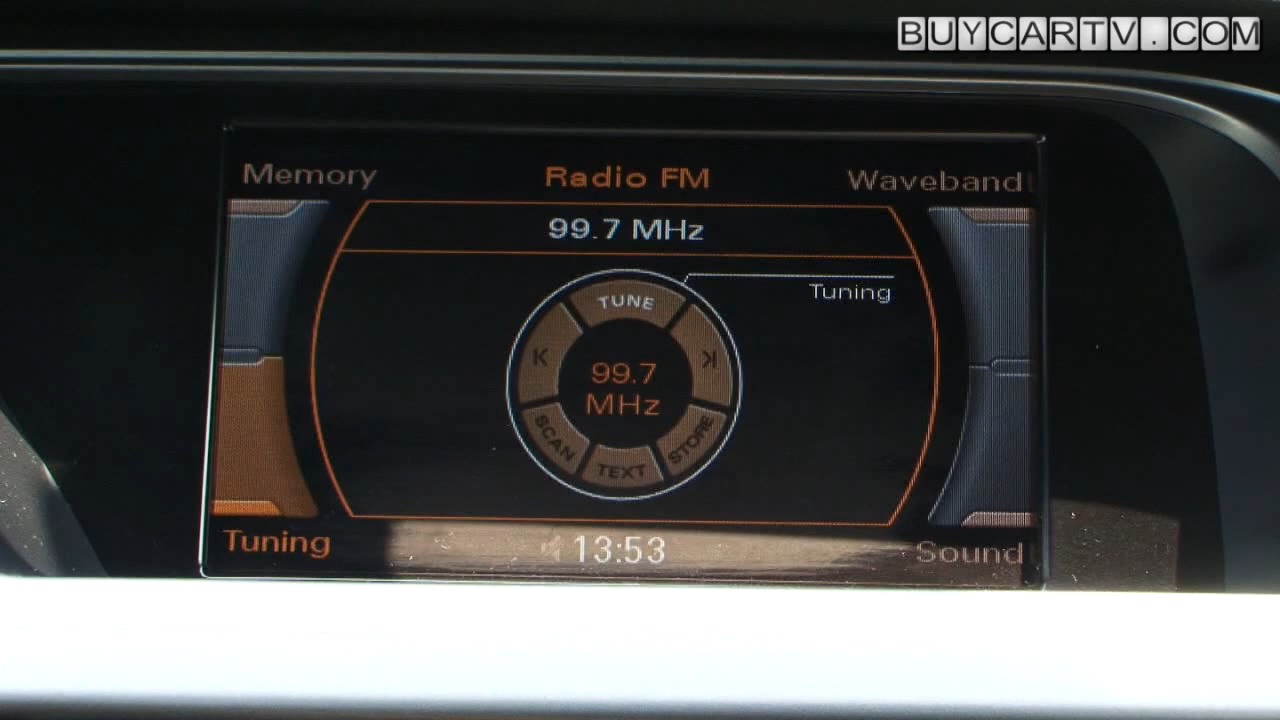 BUYCARTV.COM
Memory
Radio FM
Waveband
99.7 MHz
Tuning
TUNE
99.7
MHz
SCAN
TEXT
STORE
Tuning
13:53
Sound